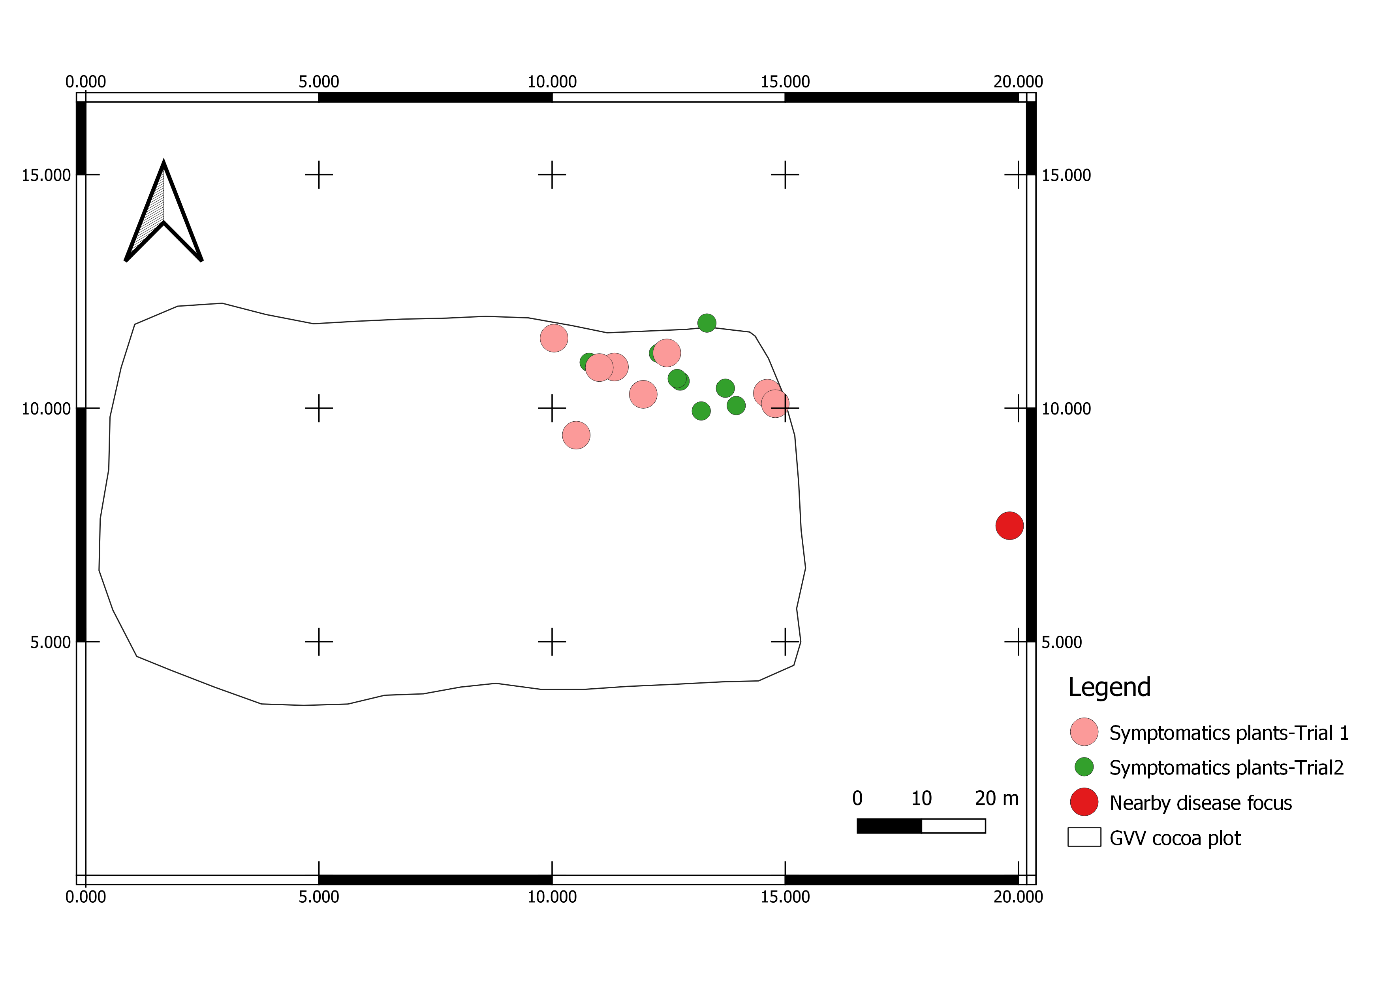 0.000 5.000 10.000 15.000 20.000
15.000 15.000
10.000 10.000
5.000 5.000
Legend
Symptomatics plants-Trial 1
Symptomatics plants-Trial2
Nearby disease focus
GVV cocoa plot
0 10 20 m
0.000 5.000 10.000 15.000 20.000